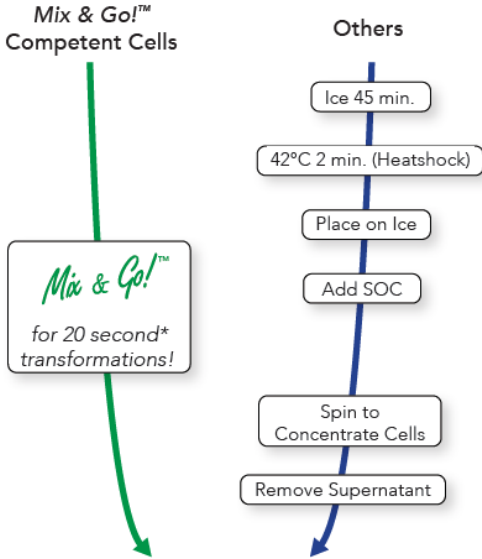 Mix & Go!™
Competent Cells
Mix & Go!™
for 20 second*
transformations!
Others
Ice 45 min.
42ºC 2 min. (Heatshock)
Place on Ice
Add SOC
Spin to
Concentrate Cells
Remove Supernatant